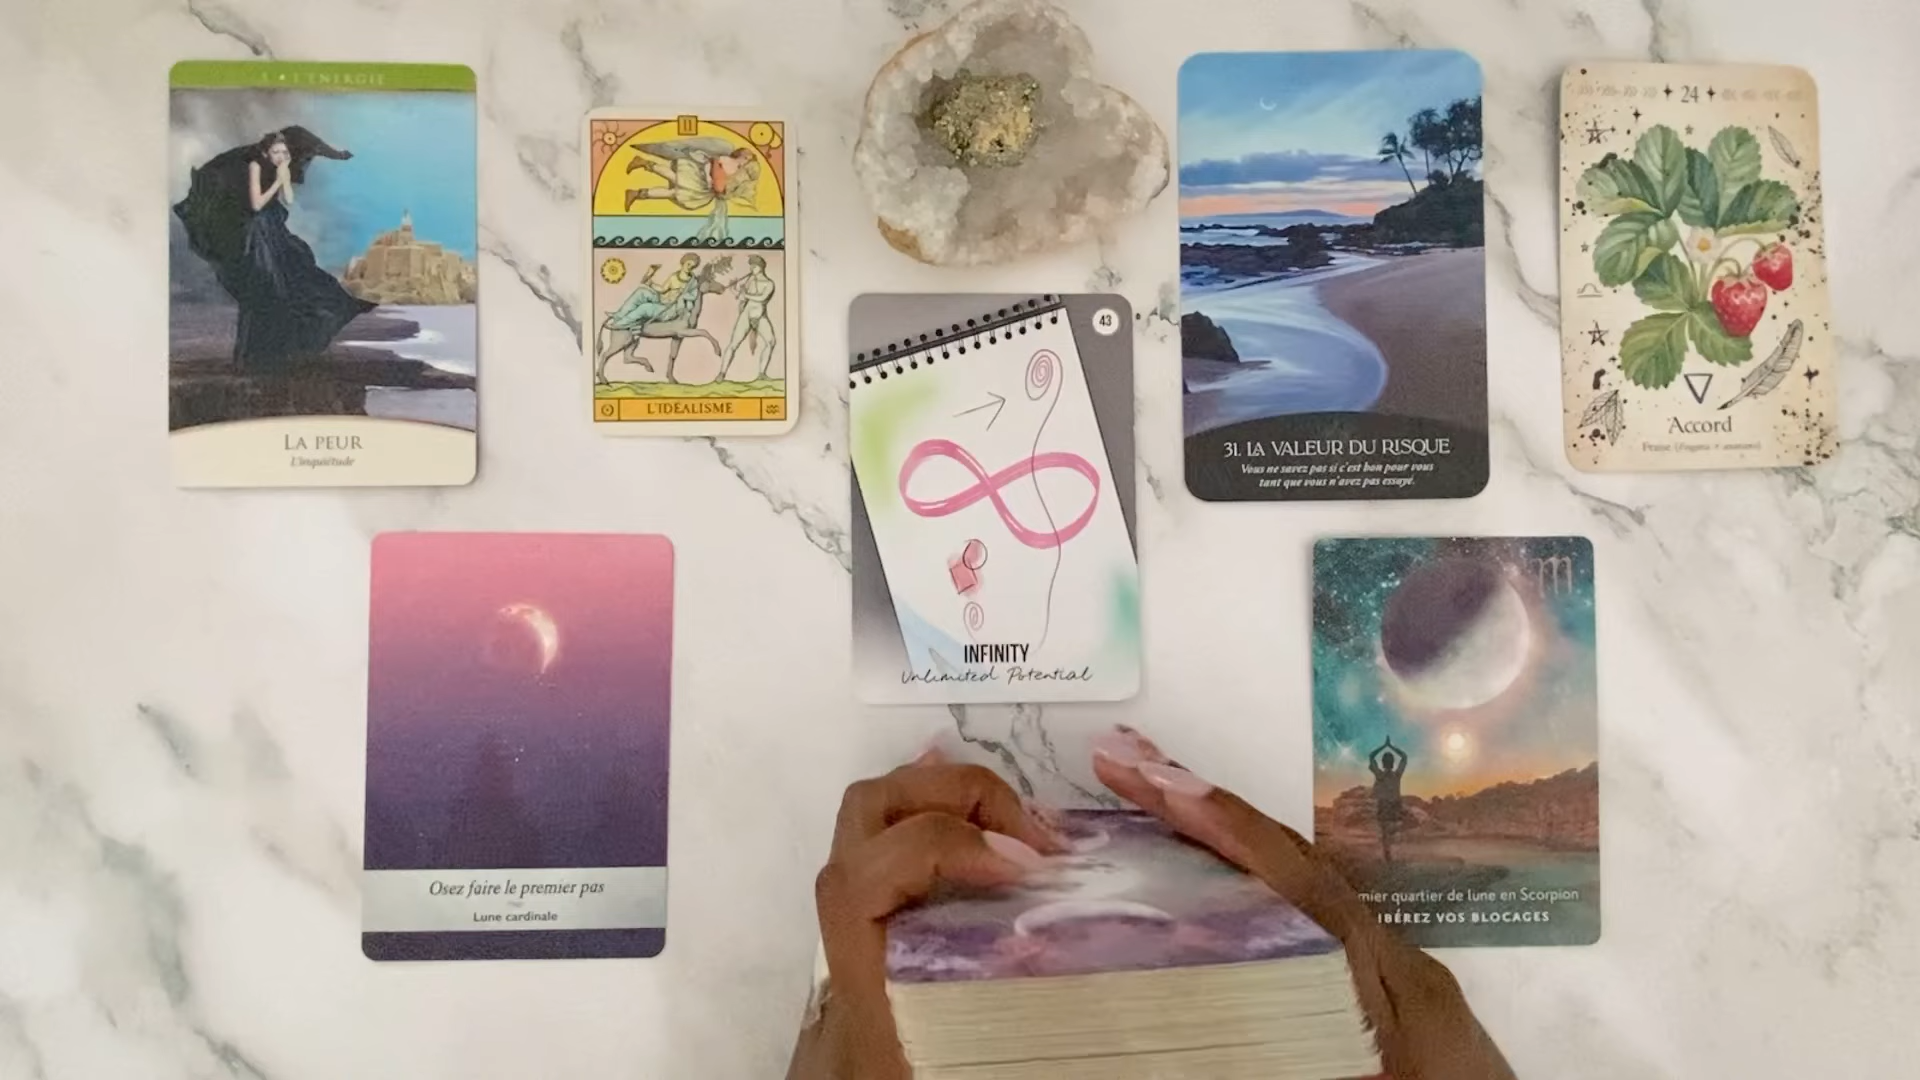 L'ÉNERGIE
LA PEUR
L'inquiétude
II
L'IDÉALISME
43
INFINITY
Unlimited Potential
31. LA VALEUR DU RISQUE
Vous ne savez pas si c'est bon pour vous
tant que vous n'avez pas essayé.
24
Accord
Fraise
Osez faire le premier pas
Lune cardinale
mier quartier de lune en Scorpion
IBÉREZ VOS BLOCAGES